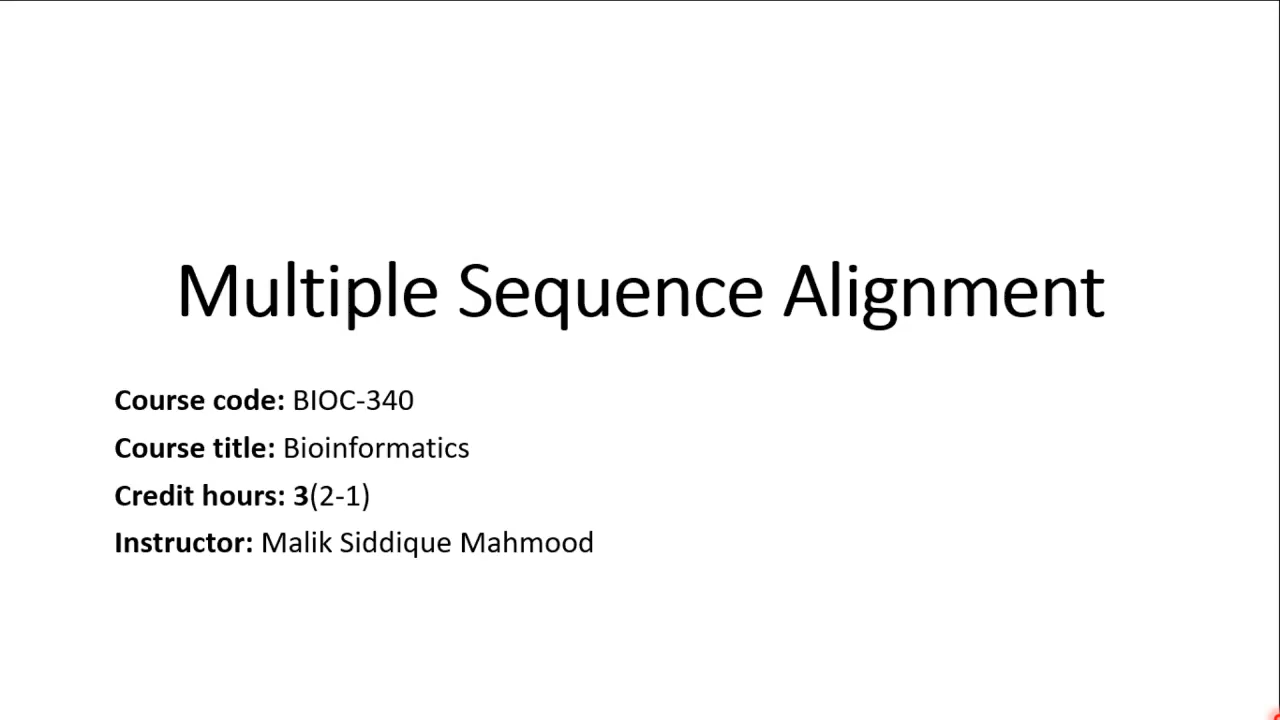 Multiple Sequence Alignment
Course code: BIOC-340
Course title: Bioinformatics
Credit hours: 3(2-1)
Instructor: Malik Siddique Mahmood